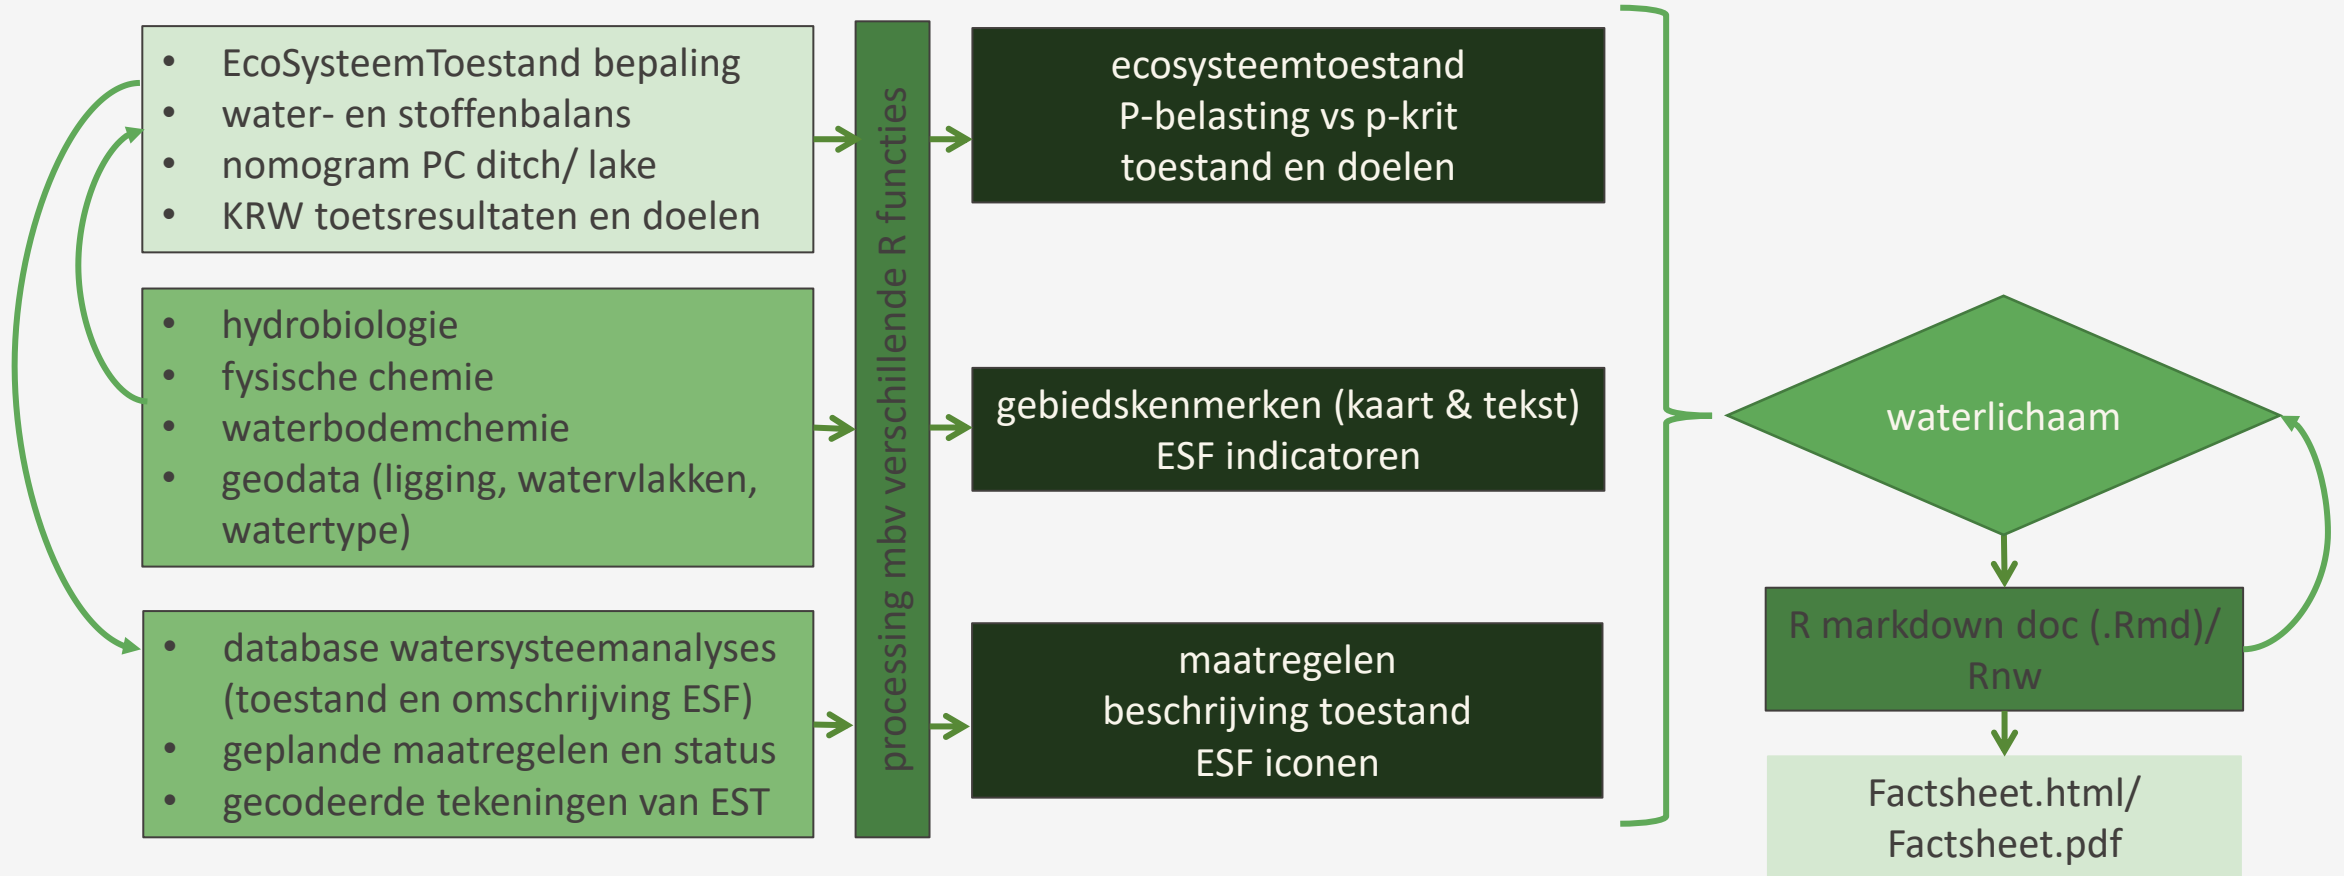 • EcoSysteemToestand bepaling
• water- en stoffenbalans
• nomogram PC ditch/ lake
• KRW toetsresultaten en doelen
• hydrobiologie
• fysische chemie
• waterbodemchemie
• geodata (ligging, watervlakken,
watertype)
• database watersysteemanalyses
(toestand en omschrijving ESF)
• geplande maatregelen en status
• gecodeerde tekeningen van EST
processing mbv verschillende R functies
ecosysteemtoestand
P-belasting vs p-krit
toestand en doelen
gebiedskenmerken (kaart & tekst)
ESF indicatoren
maatregelen
beschrijving toestand
ESF iconen
waterlichaam
R markdown doc (.Rmd)/
Rnw
Factsheet.html/
Factsheet.pdf